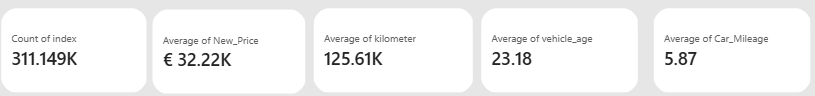 Count of index
311.149K
Average of New_Price
€ 32.22K
Average of kilometer
125.61K
Average of vehicle_age
23.18
Average of Car_Mileage
5.87